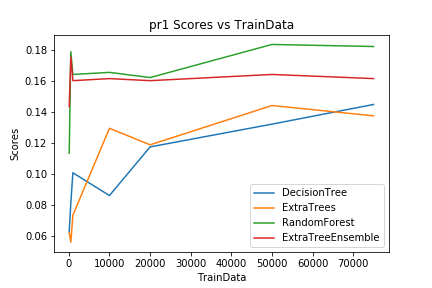 pr1 Scores vs TrainData
0.18
0.16
0.14
0.12
0.10
0.08
0.06
Scores
DecisionTree
ExtraTrees
RandomForest
ExtraTreeEnsemble
0 10000 20000 30000 40000 50000 60000 70000
TrainData